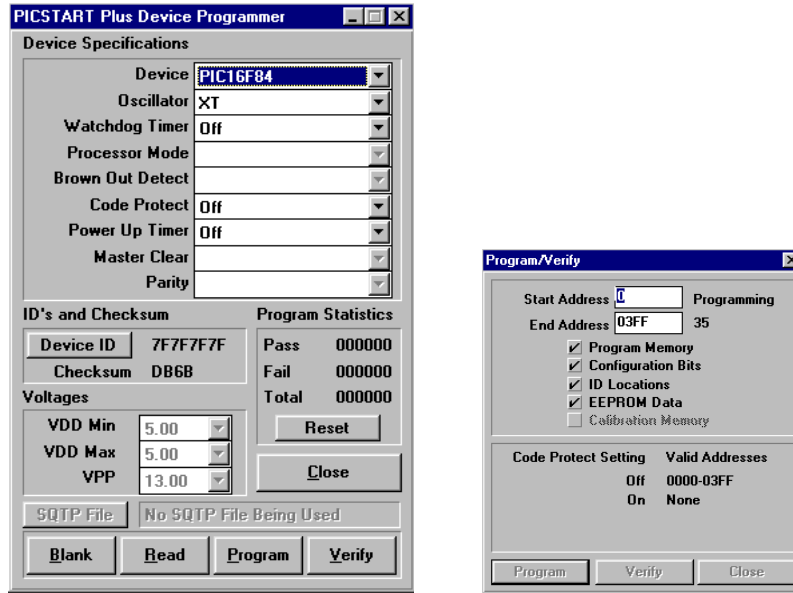 PICSTART Plus Device Programmer
Device Specifications
Device PIC16F84
Oscillator XT
Watchdog Timer Off
Processor Mode
Brown Out Detect
Code Protect Off
Power Up Timer Off
Master Clear
Parity
ID's and Checksum
Device ID 7F7F7F7F
Checksum DB6B
Program Statistics
Pass 000000
Fail 000000
Total 000000
Reset
Voltages
VDD Min 5.00
VDD Max 5.00
VPP 13.00
Close
SQTP File No SQTP File Being Used
Blank Read Program Verify
Program/Verify
Start Address 0 Programming
End Address 03FF 35
Program Memory
Configuration Bits
ID Locations
EEPROM Data
Calibration Memory
Code Protect Setting Valid Addresses
Off 0000-03FF
On None
Program Verify Close